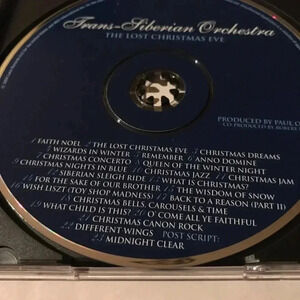 Trans-Siberian Orchestra
THE LOST CHRISTMAS EVE
PRODUCED BY PAUL O
CO-PRODUCED BY ROBERT
1 FAITH NOEL 2 THE LOST CHRISTMAS EVE 3 CHRISTMAS DREAMS
4 WIZARDS IN WINTER 5 REMEMBER 6 ANNO DOMINE
7 CHRISTMAS CONCERTO 8 QUEEN OF THE WINTER NIGHT
9 CHRISTMAS NIGHTS IN BLUE 10 CHRISTMAS JAZZ 11 CHRISTMAS JAM
12 SIBERIAN SLEIGH RIDE 13 WHAT IS CHRISTMAS?
14 FOR THE SAKE OF OUR BROTHER 15 THE WISDOM OF SNOW
16 WISH LISZT (TOY SHOP MADNESS) 17 BACK TO A REASON (PART II)
18 CHRISTMAS BELLS, CAROUSELS & TIME
19 WHAT CHILD IS THIS? 20 O' COME ALL YE FAITHFUL
21 CHRISTMAS CANON ROCK
22 DIFFERENT WINGS POST SCRIPT:
23 MIDNIGHT CLEAR